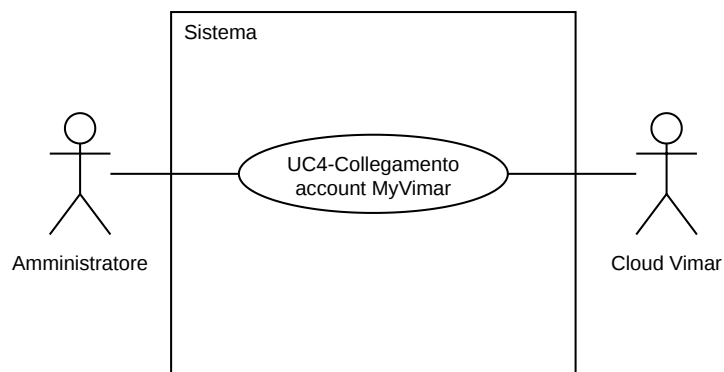 Sistema
UC4-Collegamento
account MyVimar
Amministratore
Cloud Vimar